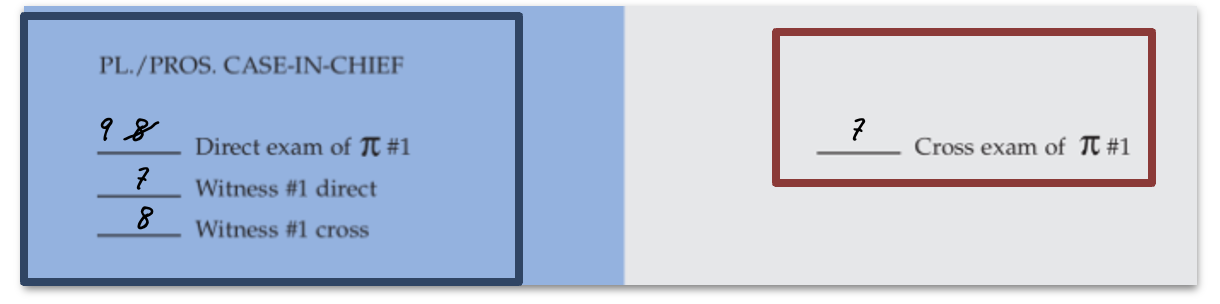 PL./PROS. CASE-IN-CHIEF
9 8 Direct exam of π #1
7 Witness #1 direct
8 Witness #1 cross
7 Cross exam of π #1